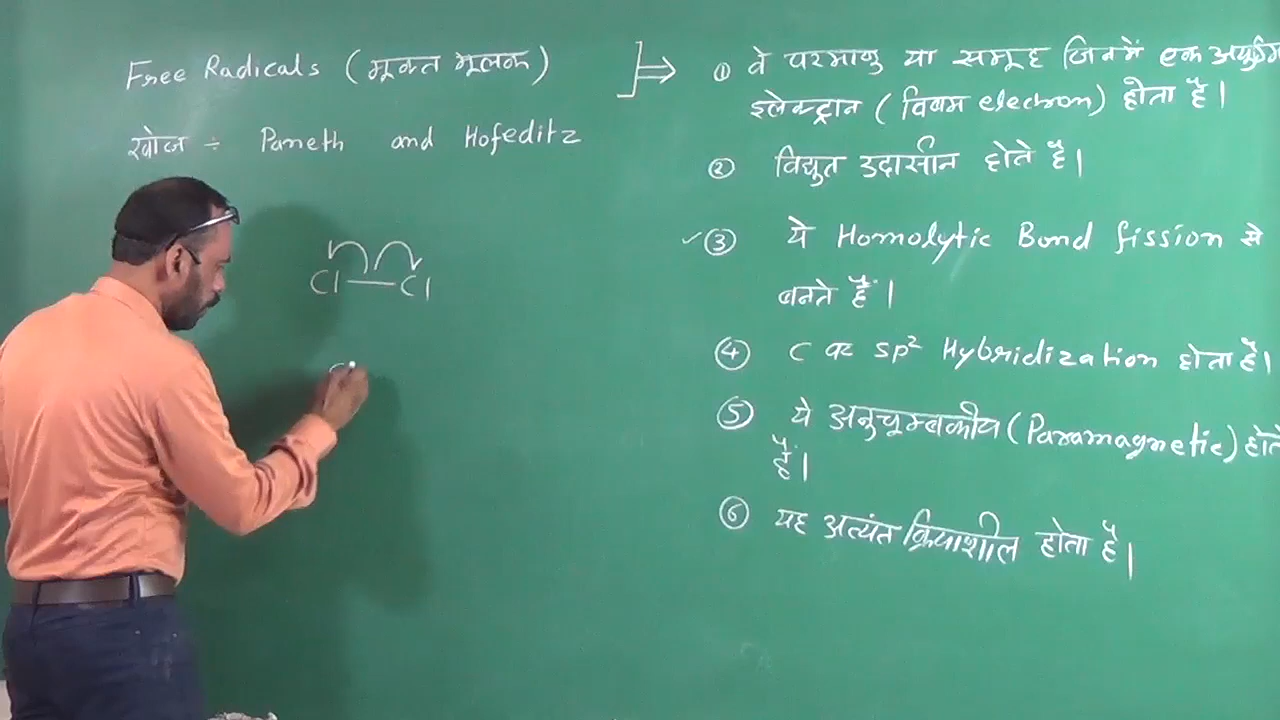 Free Radicals (मूक्त मूलक)
खोज ÷ Paneth and Hofeditz
Cl — Cl
① वे परमाणु या समूह जिनमें एक
इलेक्ट्रान (विषम electron) होता है।
② विद्युत उदासीन होते है।
✓③ ये Homolytic Bond fission से
बनते हैं।
④ C का sp² Hybridization होता है।
⑤ ये अनुचुम्बकीय (Paramagnetic) होते
हैं।
⑥ यह अत्यंत क्रियाशील होता है।